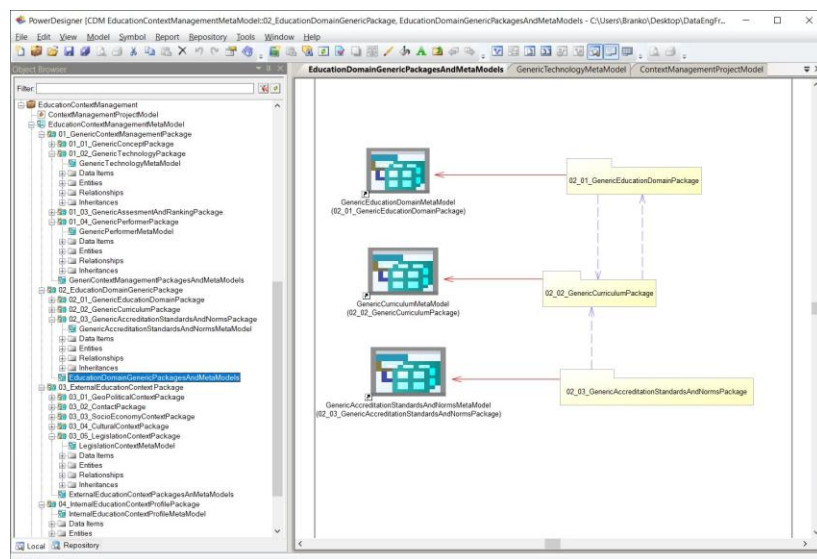 PowerDesigner [CDM EducationContextManagementMetaModel:02_EducationDomainGenericPackage, EducationDomainGenericPackagesAndMetaModels - C:\Users\Branko\Desktop\DataEngFr...
File Edit View Model Symbol Report Repository Tools Window Help
Object Browser
EducationDomainGenericPackagesAndMetaModels GenericTechnologyMetaModel ContextManagementProjectModel
Filter:
EducationContextManagement
ContextManagementProjectModel
EducationContextManagementMetaModel
01_GenericContextManagementPackage
01_01_GenericConceptPackage
01_02_GenericTechnologyPackage
GenericTechnologyMetaModel
Data Items
Entities
Relationships
Inheritances
01_03_GenericAssesmentAndRankingPackage
01_04_GenericPerformerPackage
GenericPerformerMetaModel
Data Items
Entities
Relationships
Inheritances
GeneriContextManagementPackagesAndMetaModels
02_EducationDomainGenericPackage
02_01_GenericEducationDomainPackage
02_02_GenericCurriculumPackage
02_03_GenericAccreditationStandardsAndNormsPackage
GenericAccreditationStandardsAndNormsMetaModel
Data Items
Entities
Relationships
Inheritances
EducationDomainGenericPackagesAndMetaModels
03_ExternalEducationContext Package
03_01_GeoPoliticalContextPackage
03_02_ContactPackage
03_03_SocioEconomyContextPackage
03_04_CulturalContextPackage
03_05_LegislationContextPackage
LegislationContextMetaModel
Data Items
Entities
Relationships
Inheritances
ExternalEducationContextPackagesAnMetaModels
04_InternalEducationContextProfilePackage
InternalEducationContextProfileMetaModel
Data Items
Entities
Local Repository
GenericEducationDomainMetaModel
(02_01_GenericEducationDomainPackage)
02_01_GenericEducationDomainPackage
GenericCurriculumMetaModel
(02_02_GenericCurriculumPackage)
02_02_GenericCurriculumPackage
GenericAccreditationStandardsAndNormsMetaModel
(02_03_GenericAccreditationStandardsAndNormsPackage)
02_03_GenericAccreditationStandardsAndNormsPackage